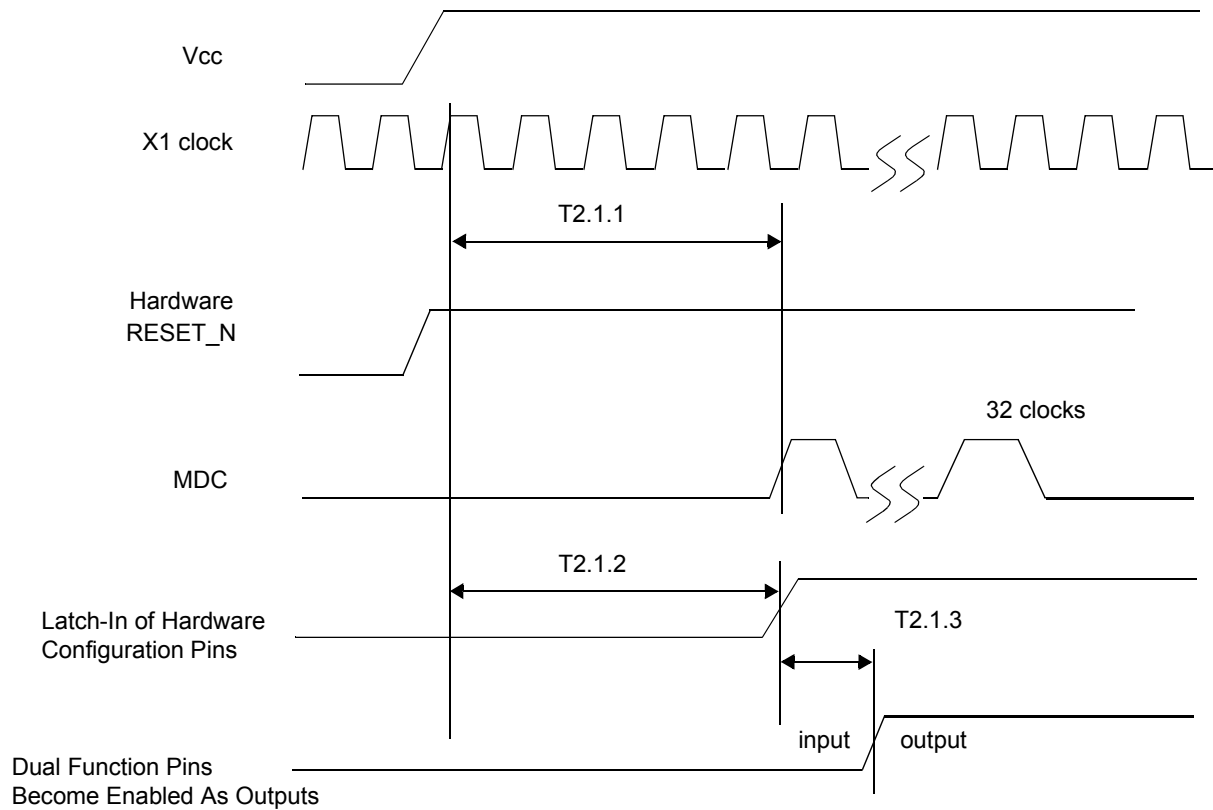 Vcc
X1 clock
T2.1.1
Hardware
RESET_N
32 clocks
MDC
T2.1.2
Latch-In of Hardware
Configuration Pins
T2.1.3
input
output
Dual Function Pins
Become Enabled As Outputs